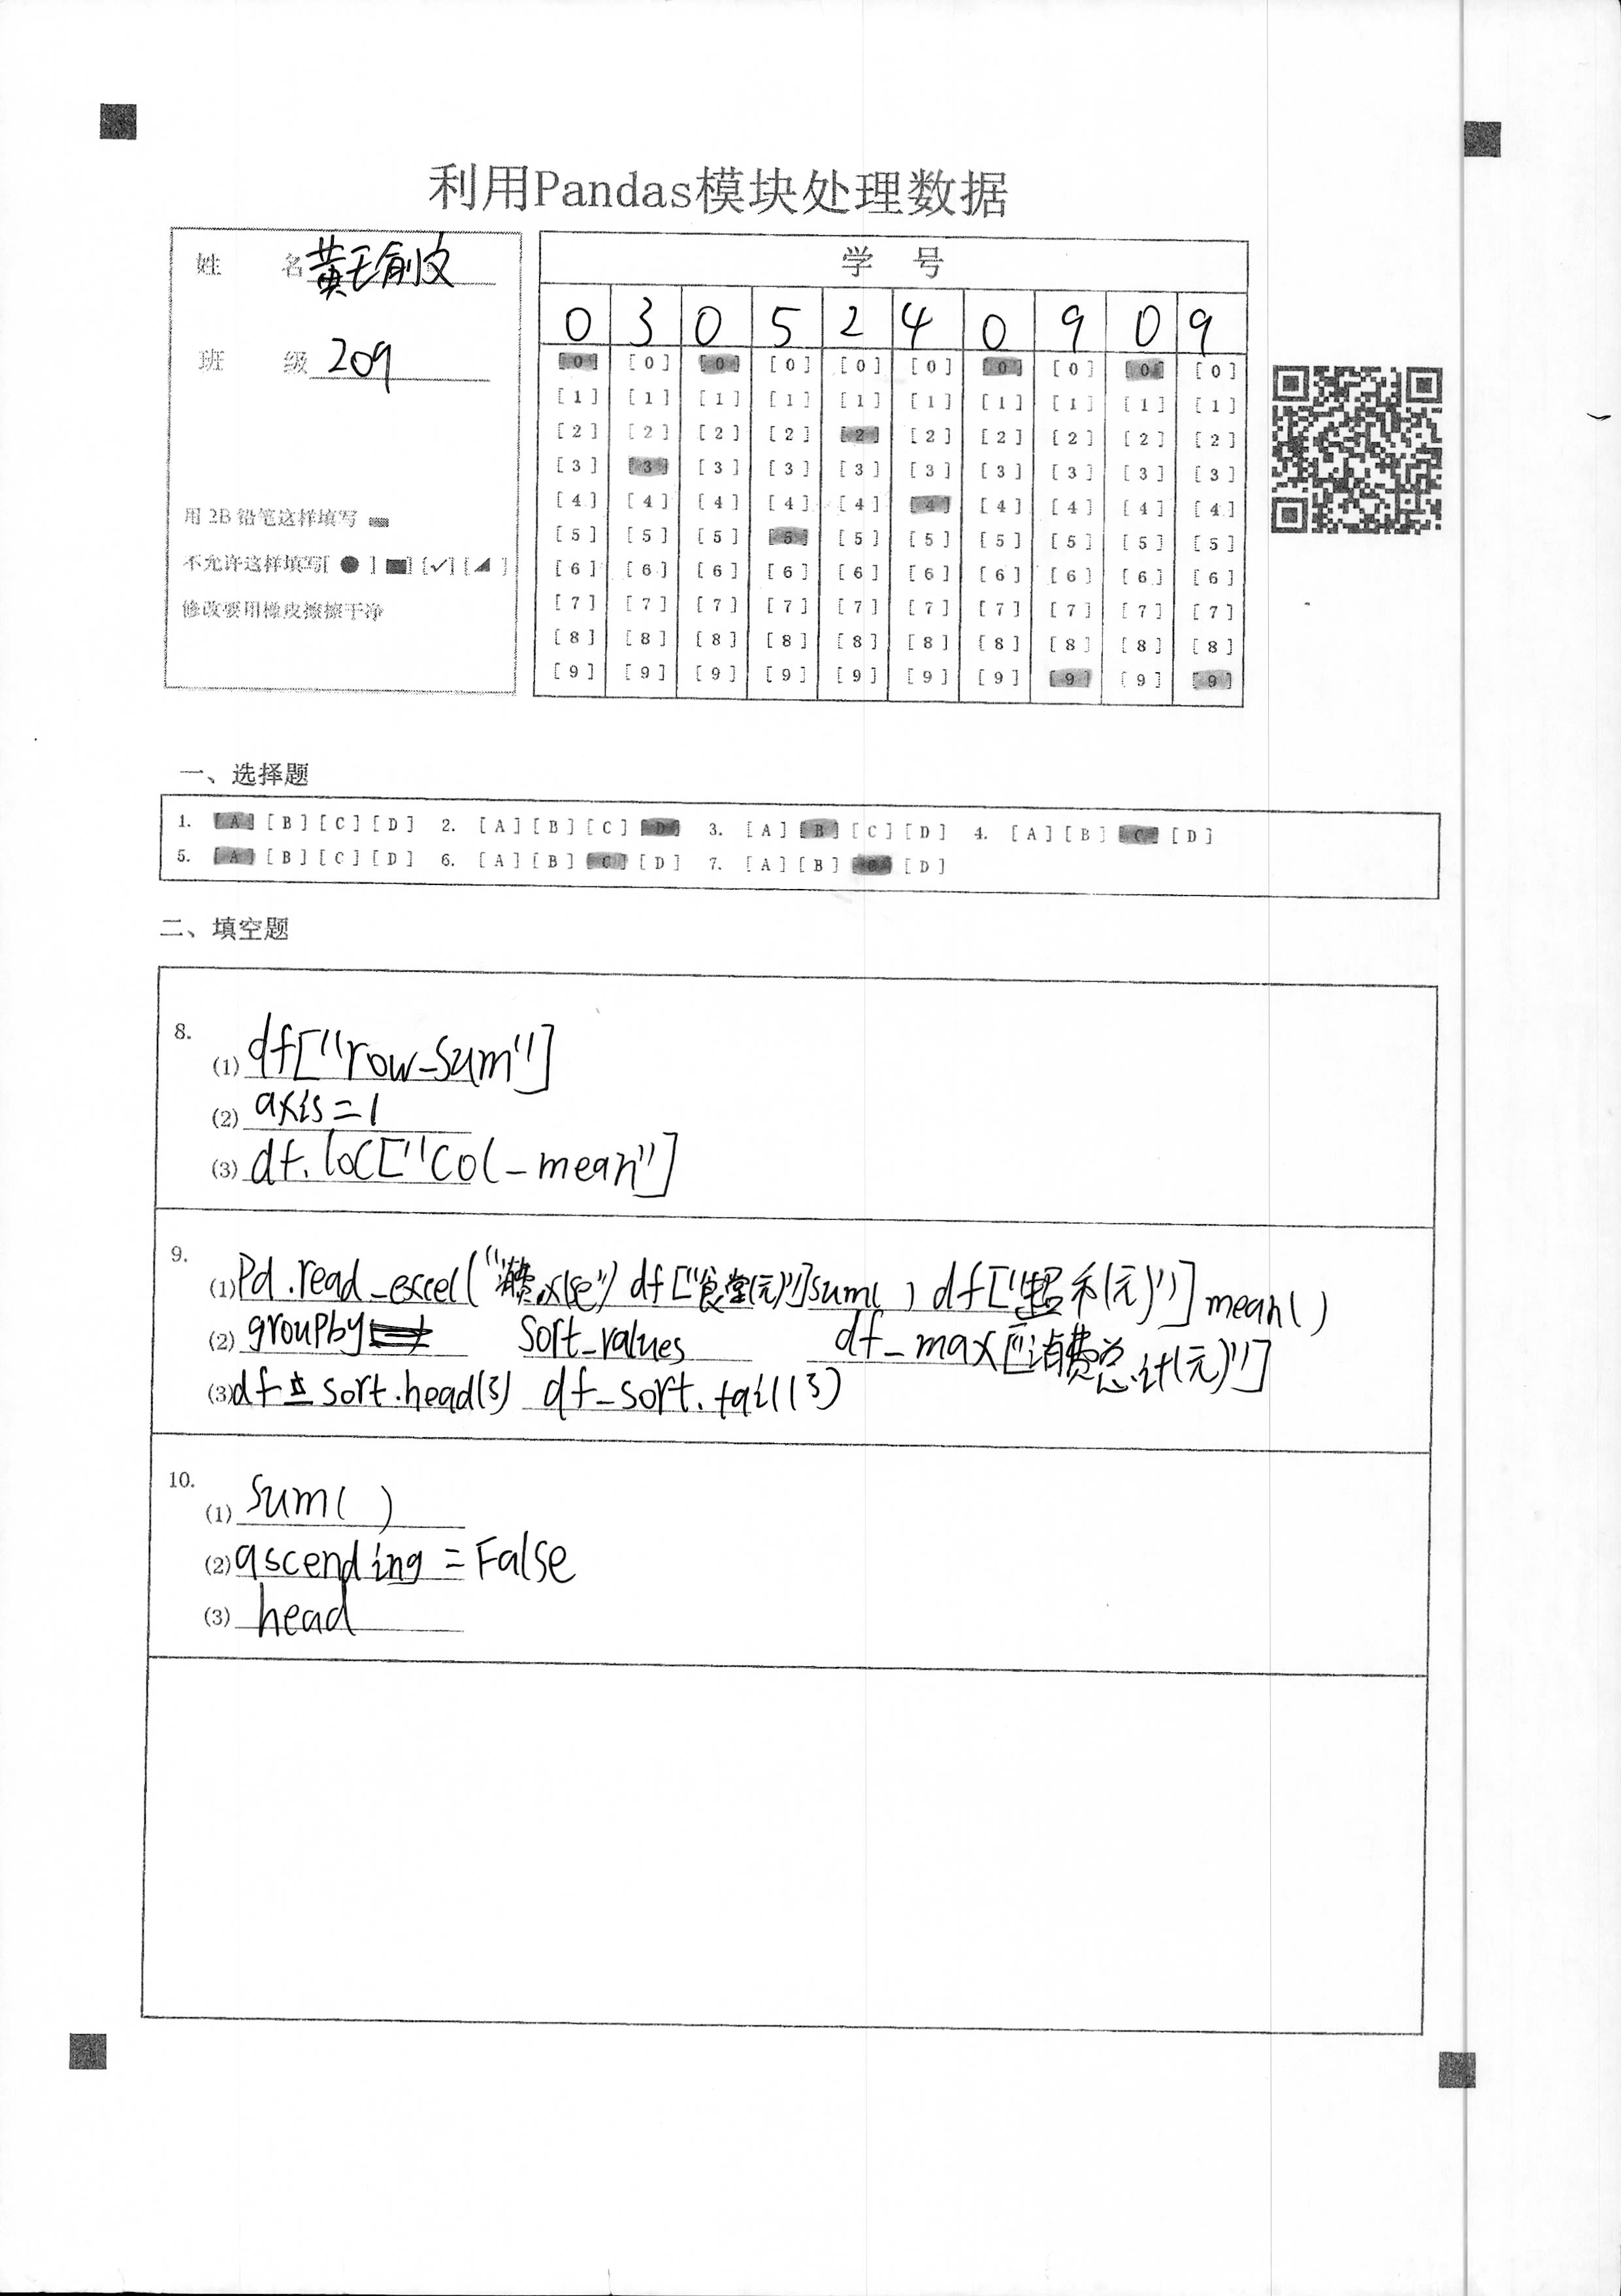 利用Pandas模块处理数据
姓 名 黄
班 级 209
用 2B 铅笔这样填写
不允许这样填写[ ● ] [■] [✓] [◢ ]
修改要用橡皮擦擦干净
学 号
0 3 0 5 2 4 0 9 0 9
[0] [0] [0] [0] [0] [0] [0] [0] [0] [0]
[1] [1] [1] [1] [1] [1] [1] [1] [1] [1]
[2] [2] [2] [2] [2] [2] [2] [2] [2] [2]
[3] [3] [3] [3] [3] [3] [3] [3] [3] [3]
[4] [4] [4] [4] [4] [4] [4] [4] [4] [4]
[5] [5] [5] [5] [5] [5] [5] [5] [5] [5]
[6] [6] [6] [6] [6] [6] [6] [6] [6] [6]
[7] [7] [7] [7] [7] [7] [7] [7] [7] [7]
[8] [8] [8] [8] [8] [8] [8] [8] [8] [8]
[9] [9] [9] [9] [9] [9] [9] [9] [9] [9]
一、选择题
1. [A] [B] [C] [D] 2. [A] [B] [C] [D] 3. [A] [B] [C] [D] 4. [A] [B] [C] [D]
5. [A] [B] [C] [D] 6. [A] [B] [C] [D] 7. [A] [B] [C] [D]
二、填空题
8.
(1) df["row_sum"]
(2) axis=1
(3) df.loc["col_mean"]
9.
(1) Pd.read_excel("消费.xlse") df["食堂(元)"]sum( ) df["超市(元)"]mean()
(2) groupby sort_values df_max["消费总计(元)"]
(3) df_sort.head(3) df_sort.tail(3)
10.
(1) sum( )
(2) ascending = False
(3) head